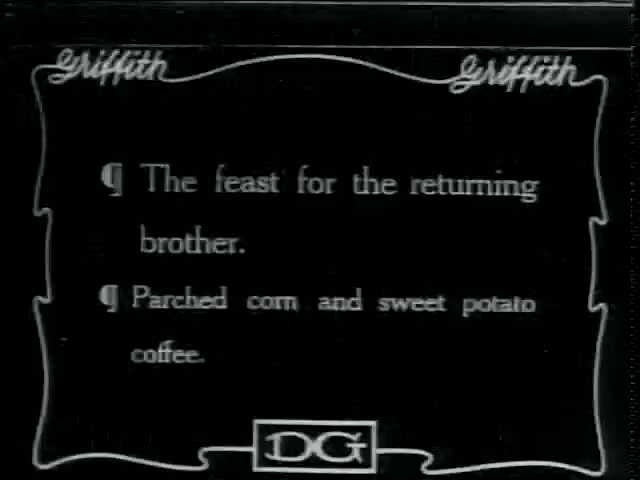 Griffith Griffith
¶ The feast for the returning
brother.
¶ Parched corn and sweet potato
coffee.
DG